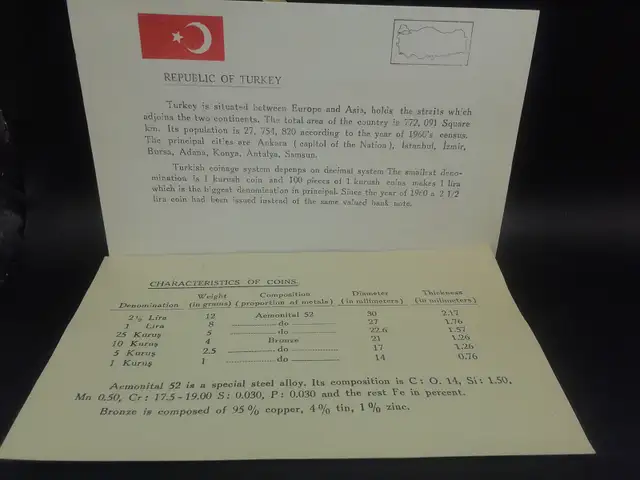 REPUBLIC OF TURKEY
Turkey is situated between Europe and Asia, holds the straits which
adjoins the two continents. The total area of the country is 772, 091 Square
km. Its population is 27, 754, 820 according to the year of 1960's census.
The principal cities are Ankara ( capitol of the Nation), Istanbul, İzmir,
Bursa, Adana, Konya, Antalya, Samsun.
Turkish coinage system depends on decimal system The smallest deno-
mination is 1 kurush coin and 100 pieces of 1 kurush coins makes 1 lira
which is the biggest denomination in principal. Since the year of 1960 a 2 1/2
lira coin had been issued instead of the same valued bank note.
CHARACTERISTICS OF COINS.
Denomination Weight (in grams) Composition ( proportion of metals) Diameter (in milimeters) Thickness (in milimeters)
2½ Lira 12 Aemonital 52 30 2.17
1 Lira 8 do 27 1.76
25 Kuruş 5 do 22.6 1.57
10 Kuruş 4 Bronze 21 1.26
5 Kuruş 2.5 do 17 1.26
1 Kuruş 1 do 14 0.76
Aemonital 52 is a special steel alloy. Its composition is C : O. 14, Si : 1.50,
Mn 0.50, Cr : 17.5 - 19.00 S : 0.030, P : 0.030 and the rest Fe in percent.
Bronze is composed of 95 % copper, 4 % tin, 1 % zinc.